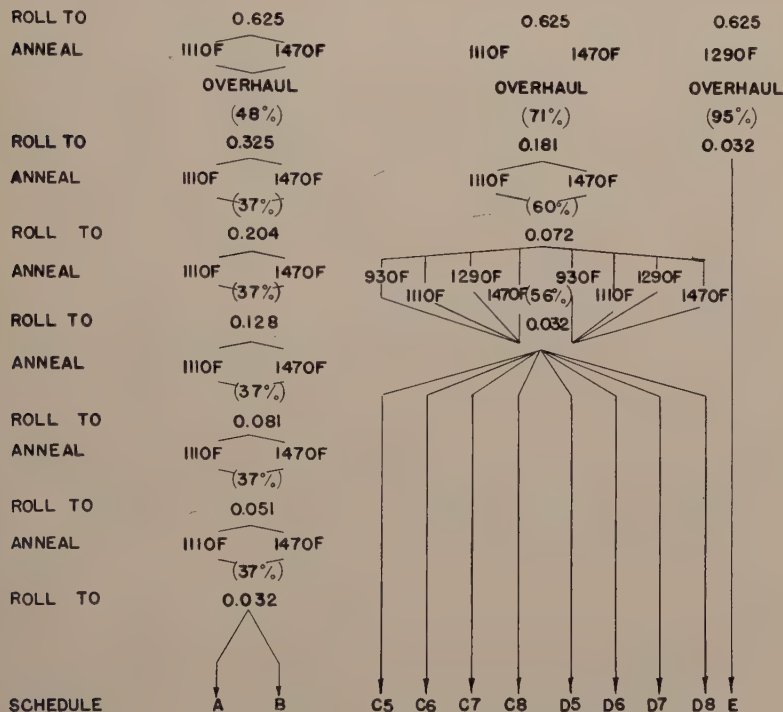 ROLL TO 0.625 0.625 0.625
ANNEAL 1110F 1470F 1110F 1470F 1290F
OVERHAUL OVERHAUL OVERHAUL
(48%) (71%) (95%)
ROLL TO 0.325 0.181 0.032
ANNEAL 1110F 1470F 1110F 1470F
(37%) (60%)
ROLL TO 0.204 0.072
ANNEAL 1110F 1470F 930F 1290F 930F 1290F
(37%) 1110F 1470F (56%) 1110F 1470F
ROLL TO 0.128 0.032
ANNEAL 1110F 1470F
(37%)
ROLL TO 0.081
ANNEAL 1110F 1470F
(37%)
ROLL TO 0.051
ANNEAL 1110F 1470F
(37%)
ROLL TO 0.032
SCHEDULE A B C5 C6 C7 C8 D5 D6 D7 D8 E